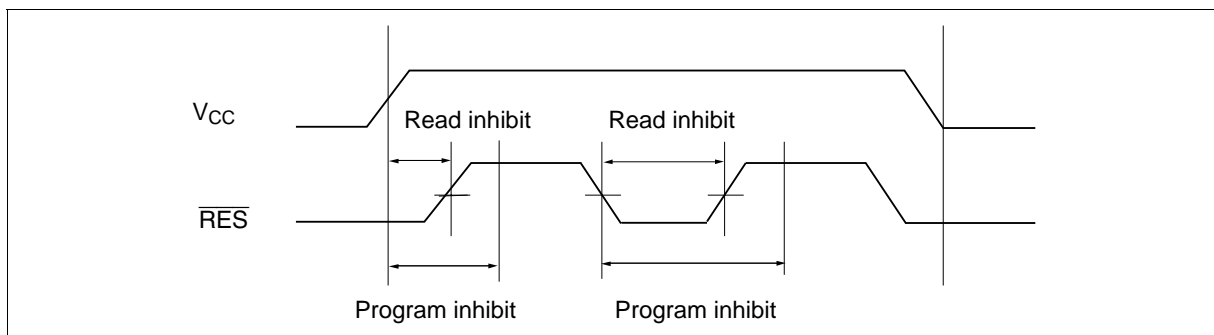 VCC
Read inhibit Read inhibit
RES
Program inhibit Program inhibit